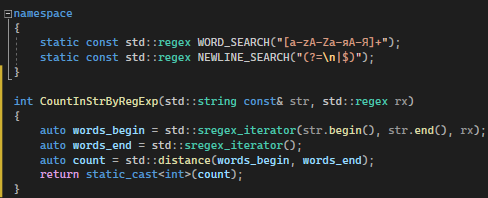 namespace
{
static const std::regex WORD_SEARCH("[a-zA-Zа-яА-Я]+");
static const std::regex NEWLINE_SEARCH("(?=\n|$)");
}
int CountInStrByRegExp(std::string const& str, std::regex rx)
{
auto words_begin = std::sregex_iterator(str.begin(), str.end(), rx);
auto words_end = std::sregex_iterator();
auto count = std::distance(words_begin, words_end);
return static_cast<int>(count);
}